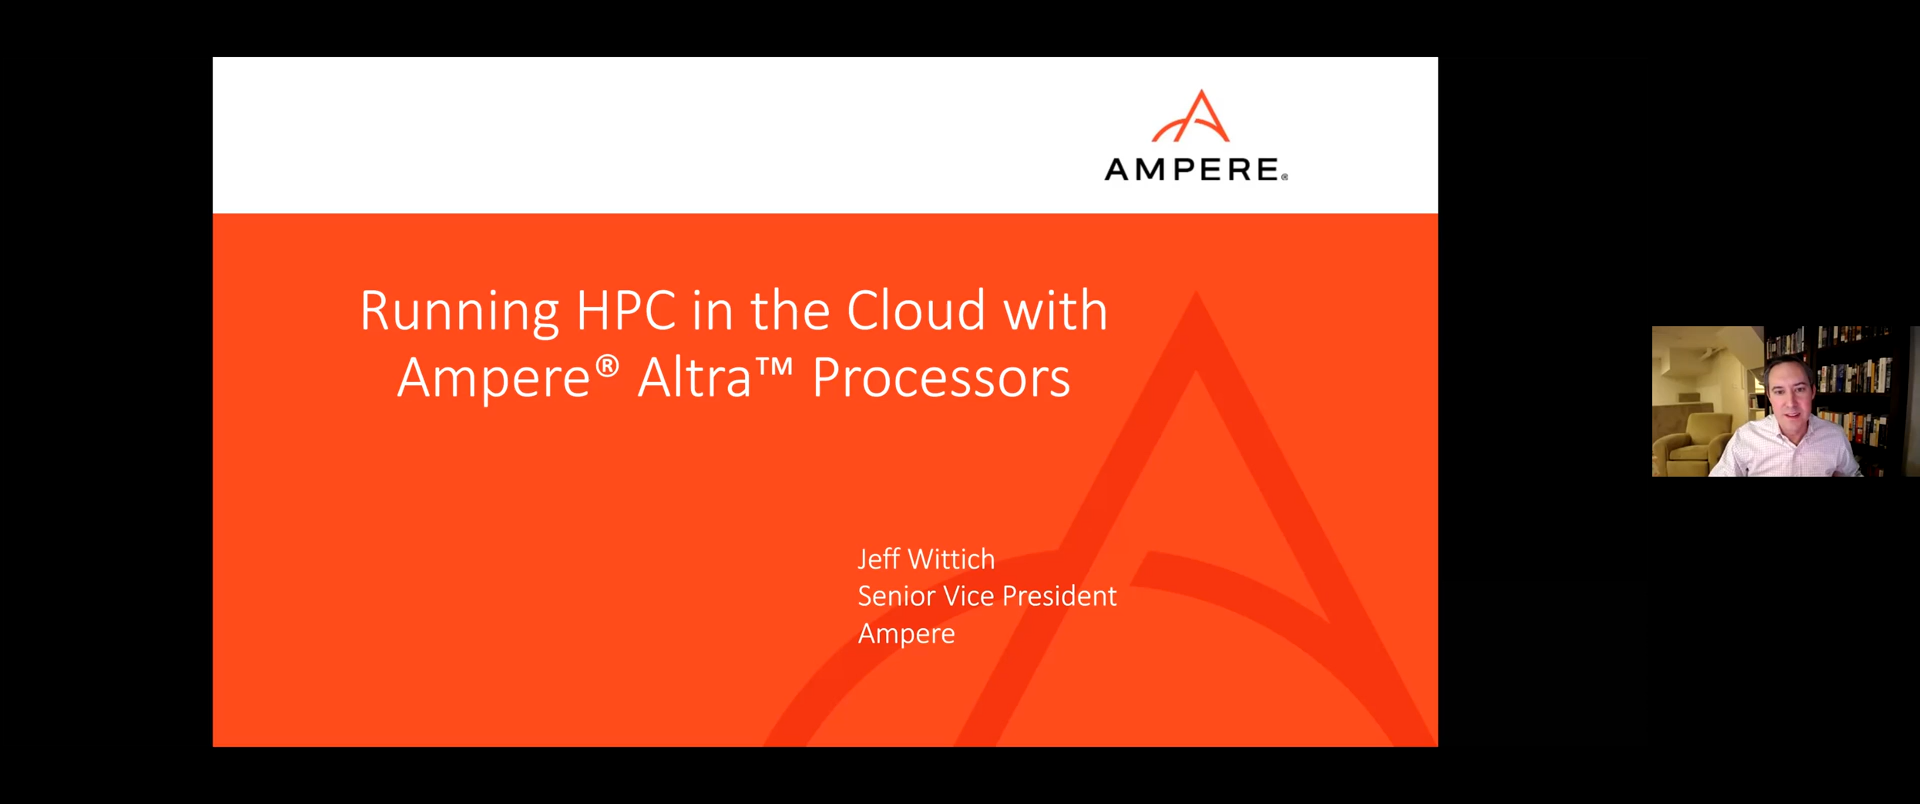 AMPERE®
Running HPC in the Cloud with
Ampere® Altra™ Processors
Jeff Wittich
Senior Vice President
Ampere